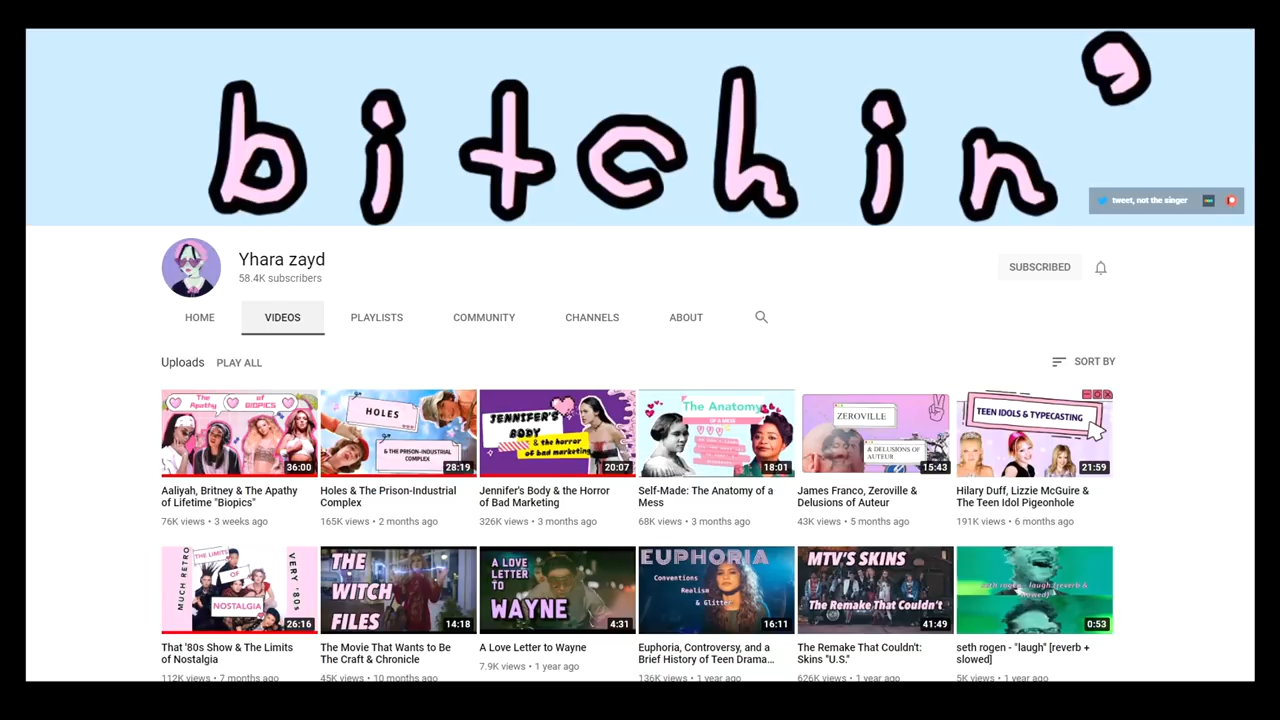 bitchin'
tweet, not the singer
Yhara zayd
58.4K subscribers
SUBSCRIBED
HOME
VIDEOS
PLAYLISTS
COMMUNITY
CHANNELS
ABOUT
Uploads
PLAY ALL
SORT BY
The Apathy of BIOPICS
36:00
HOLES
& THE PRISON-INDUSTRIAL
COMPLEX
28:19
JENNIFER'S
BODY
& the horror
of bad marketing
20:07
The Anatomy
OF A MESS
18:01
ZEROVILLE
& DELUSIONS OF
AUTEUR
15:43
TEEN IDOLS & TYPECASTING
21:59
Aaliyah, Britney & The Apathy
of Lifetime "Biopics"
76K views • 3 weeks ago
Holes & The Prison-Industrial
Complex
165K views • 2 months ago
Jennifer's Body & the Horror
of Bad Marketing
326K views • 3 months ago
Self-Made: The Anatomy of a
Mess
68K views • 3 months ago
James Franco, Zeroville &
Delusions of Auteur
43K views • 5 months ago
Hilary Duff, Lizzie McGuire &
The Teen Idol Pigeonhole
191K views • 6 months ago
MUCH RETRO
THE LIMITS
OF
NOSTALGIA
VERY '80s
26:16
THE
WITCH
FILES
14:18
A LOVE
LETTER
TO
WAYNE
4:31
EUPHORIA
Conventions
Realism
& Glitter
16:11
MTV'S SKINS
The Remake That Couldn't
41:49
seth rogen - laugh (reverb &
slowed)
0:53
That '80s Show & The Limits
of Nostalgia
112K views • 7 months ago
The Movie That Wants to Be
The Craft & Chronicle
45K views • 10 months ago
A Love Letter to Wayne
7.9K views • 1 year ago
Euphoria, Controversy, and a
Brief History of Teen Drama...
136K views • 1 year ago
The Remake That Couldn't:
Skins "U.S."
626K views • 1 year ago
seth rogen - "laugh" [reverb +
slowed]
5K views • 1 year ago